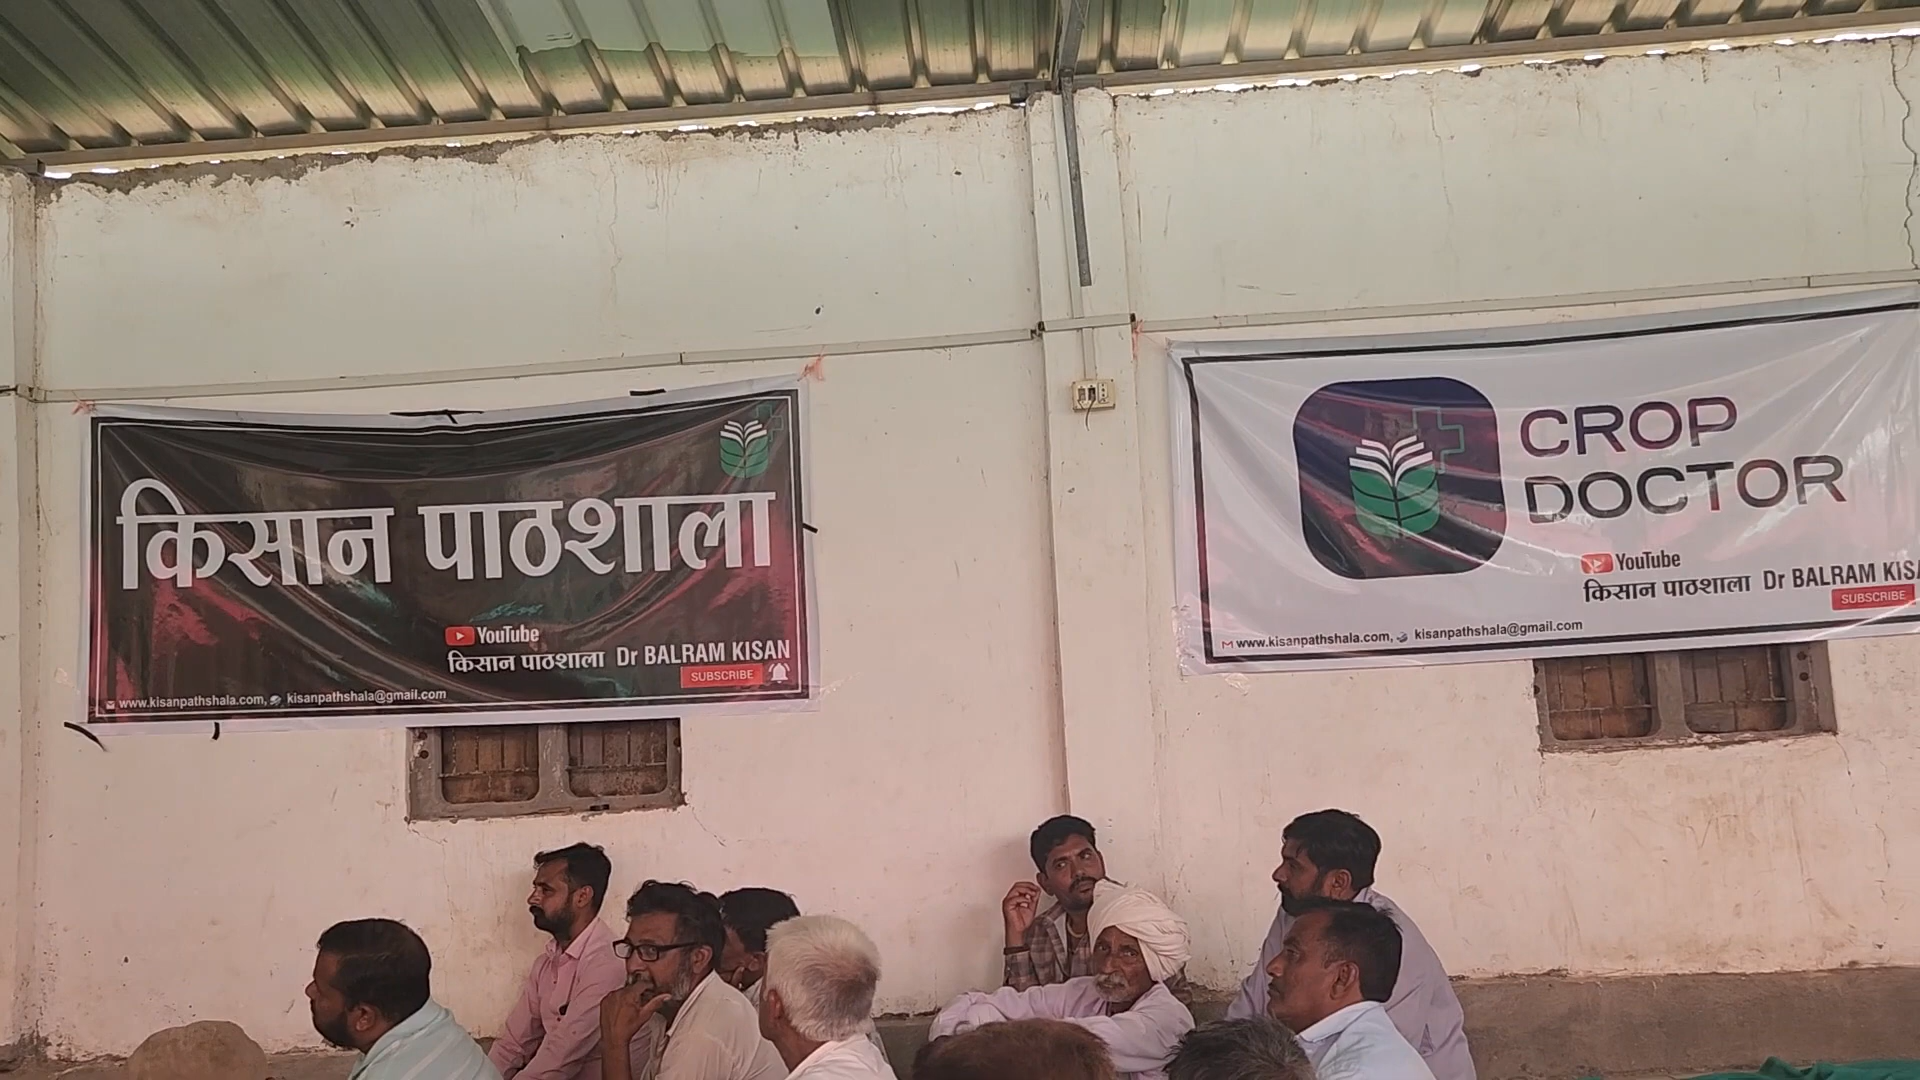 किसान पाठशाला
YouTube
किसान पाठशाला Dr BALRAM KISAN
SUBSCRIBE
www.kisanpathshala.com, kisanpathshala@gmail.com
CROP
DOCTOR
YouTube
किसान पाठशाला Dr BALRAM
SUBSCRIBE
www.kisanpathshala.com, kisanpathshala@gmail.com